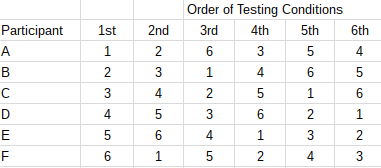 Order of Testing Conditions
Participant 1st 2nd 3rd 4th 5th 6th
A 1 2 6 3 5 4
B 2 3 1 4 6 5
C 3 4 2 5 1 6
D 4 5 3 6 2 1
E 5 6 4 1 3 2
F 6 1 5 2 4 3